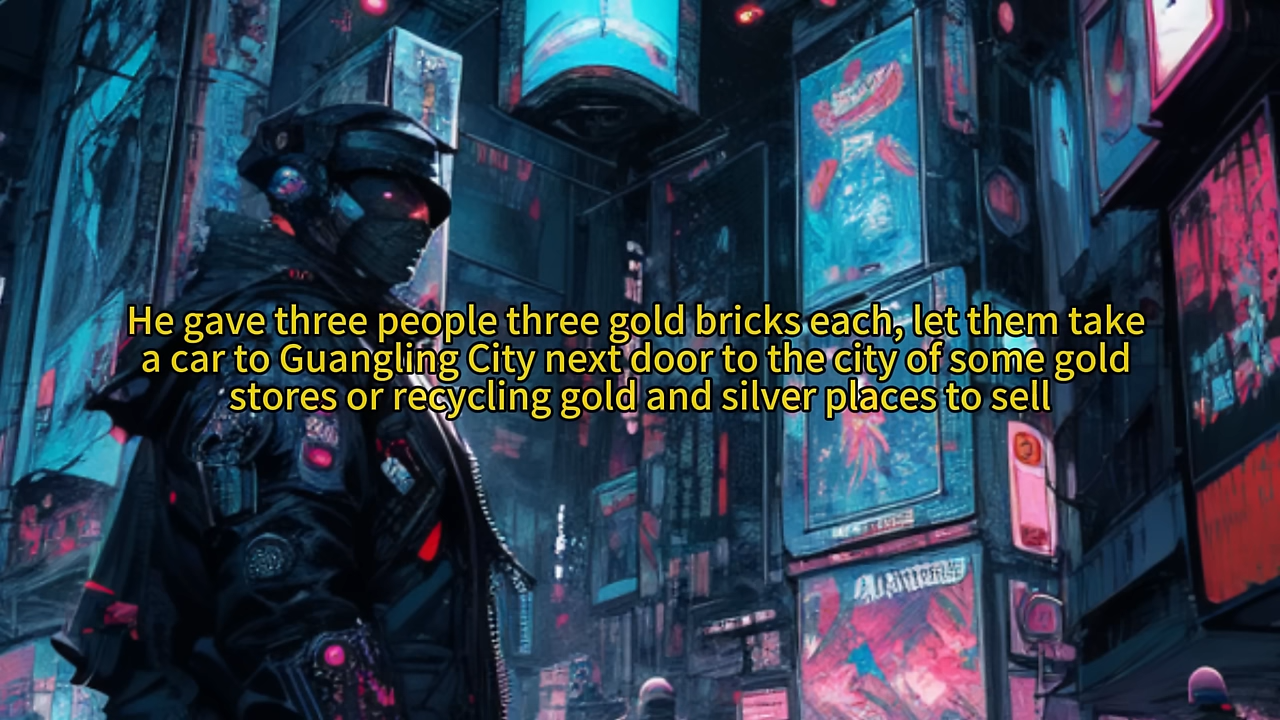 He gave three people three gold bricks each, let them take
a car to Guangling City next door to the city of some gold
stores or recycling gold and silver places to sell